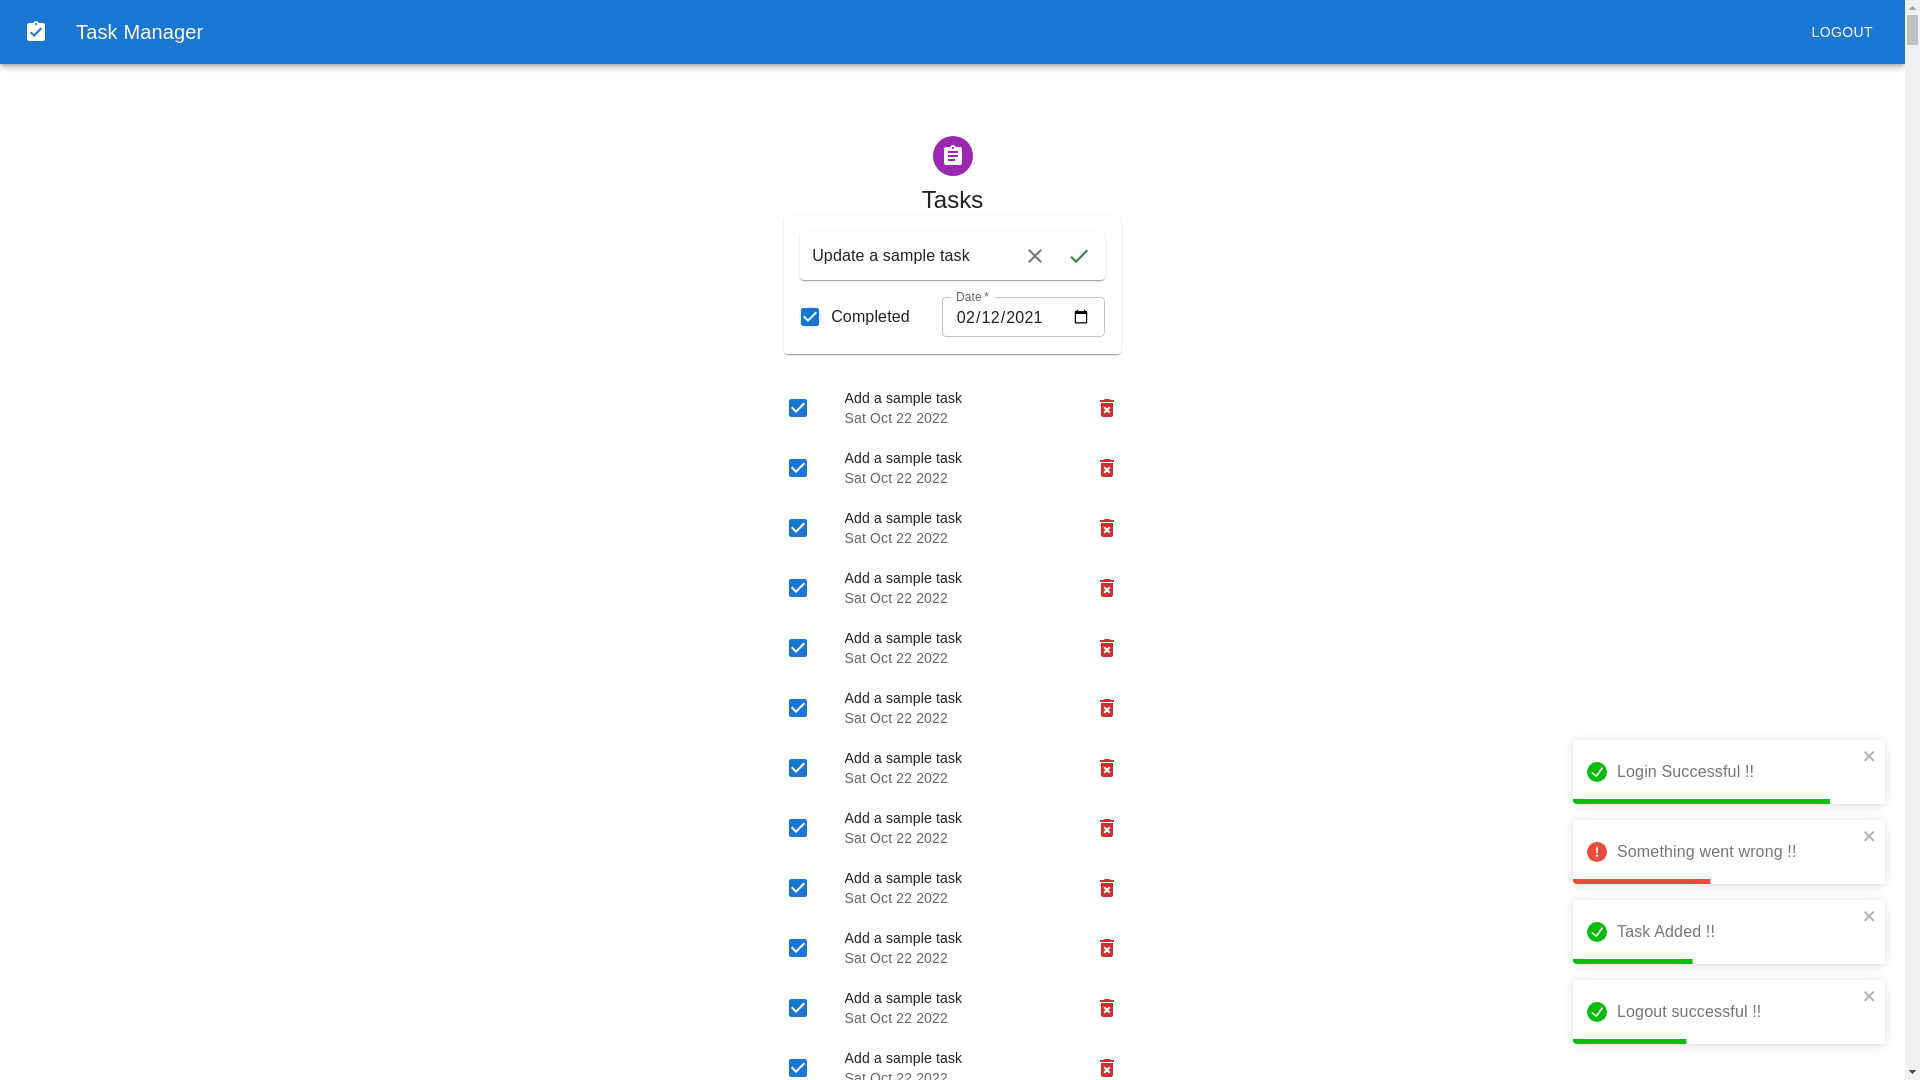 Task Manager
LOGOUT
Tasks
Update a sample task
Date *
Completed
02/12/2021
Add a sample task
Sat Oct 22 2022
Add a sample task
Sat Oct 22 2022
Add a sample task
Sat Oct 22 2022
Add a sample task
Sat Oct 22 2022
Add a sample task
Sat Oct 22 2022
Add a sample task
Sat Oct 22 2022
Add a sample task
Sat Oct 22 2022
Add a sample task
Sat Oct 22 2022
Add a sample task
Sat Oct 22 2022
Add a sample task
Sat Oct 22 2022
Add a sample task
Sat Oct 22 2022
Add a sample task
Sat Oct 22 2022
Login Successful !!
Something went wrong !!
Task Added !!
Logout successful !!